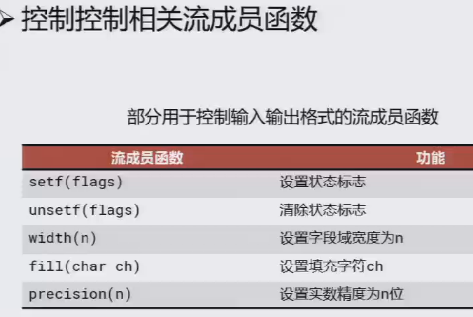 控制控制相关流成员函数
部分用于控制输入输出格式的流成员函数
流成员函数 功能
setf(flags) 设置状态标志
unsetf(flags) 清除状态标志
width(n) 设置字段域宽度为n
fill(char ch) 设置填充字符ch
precision(n) 设置实数精度为n位